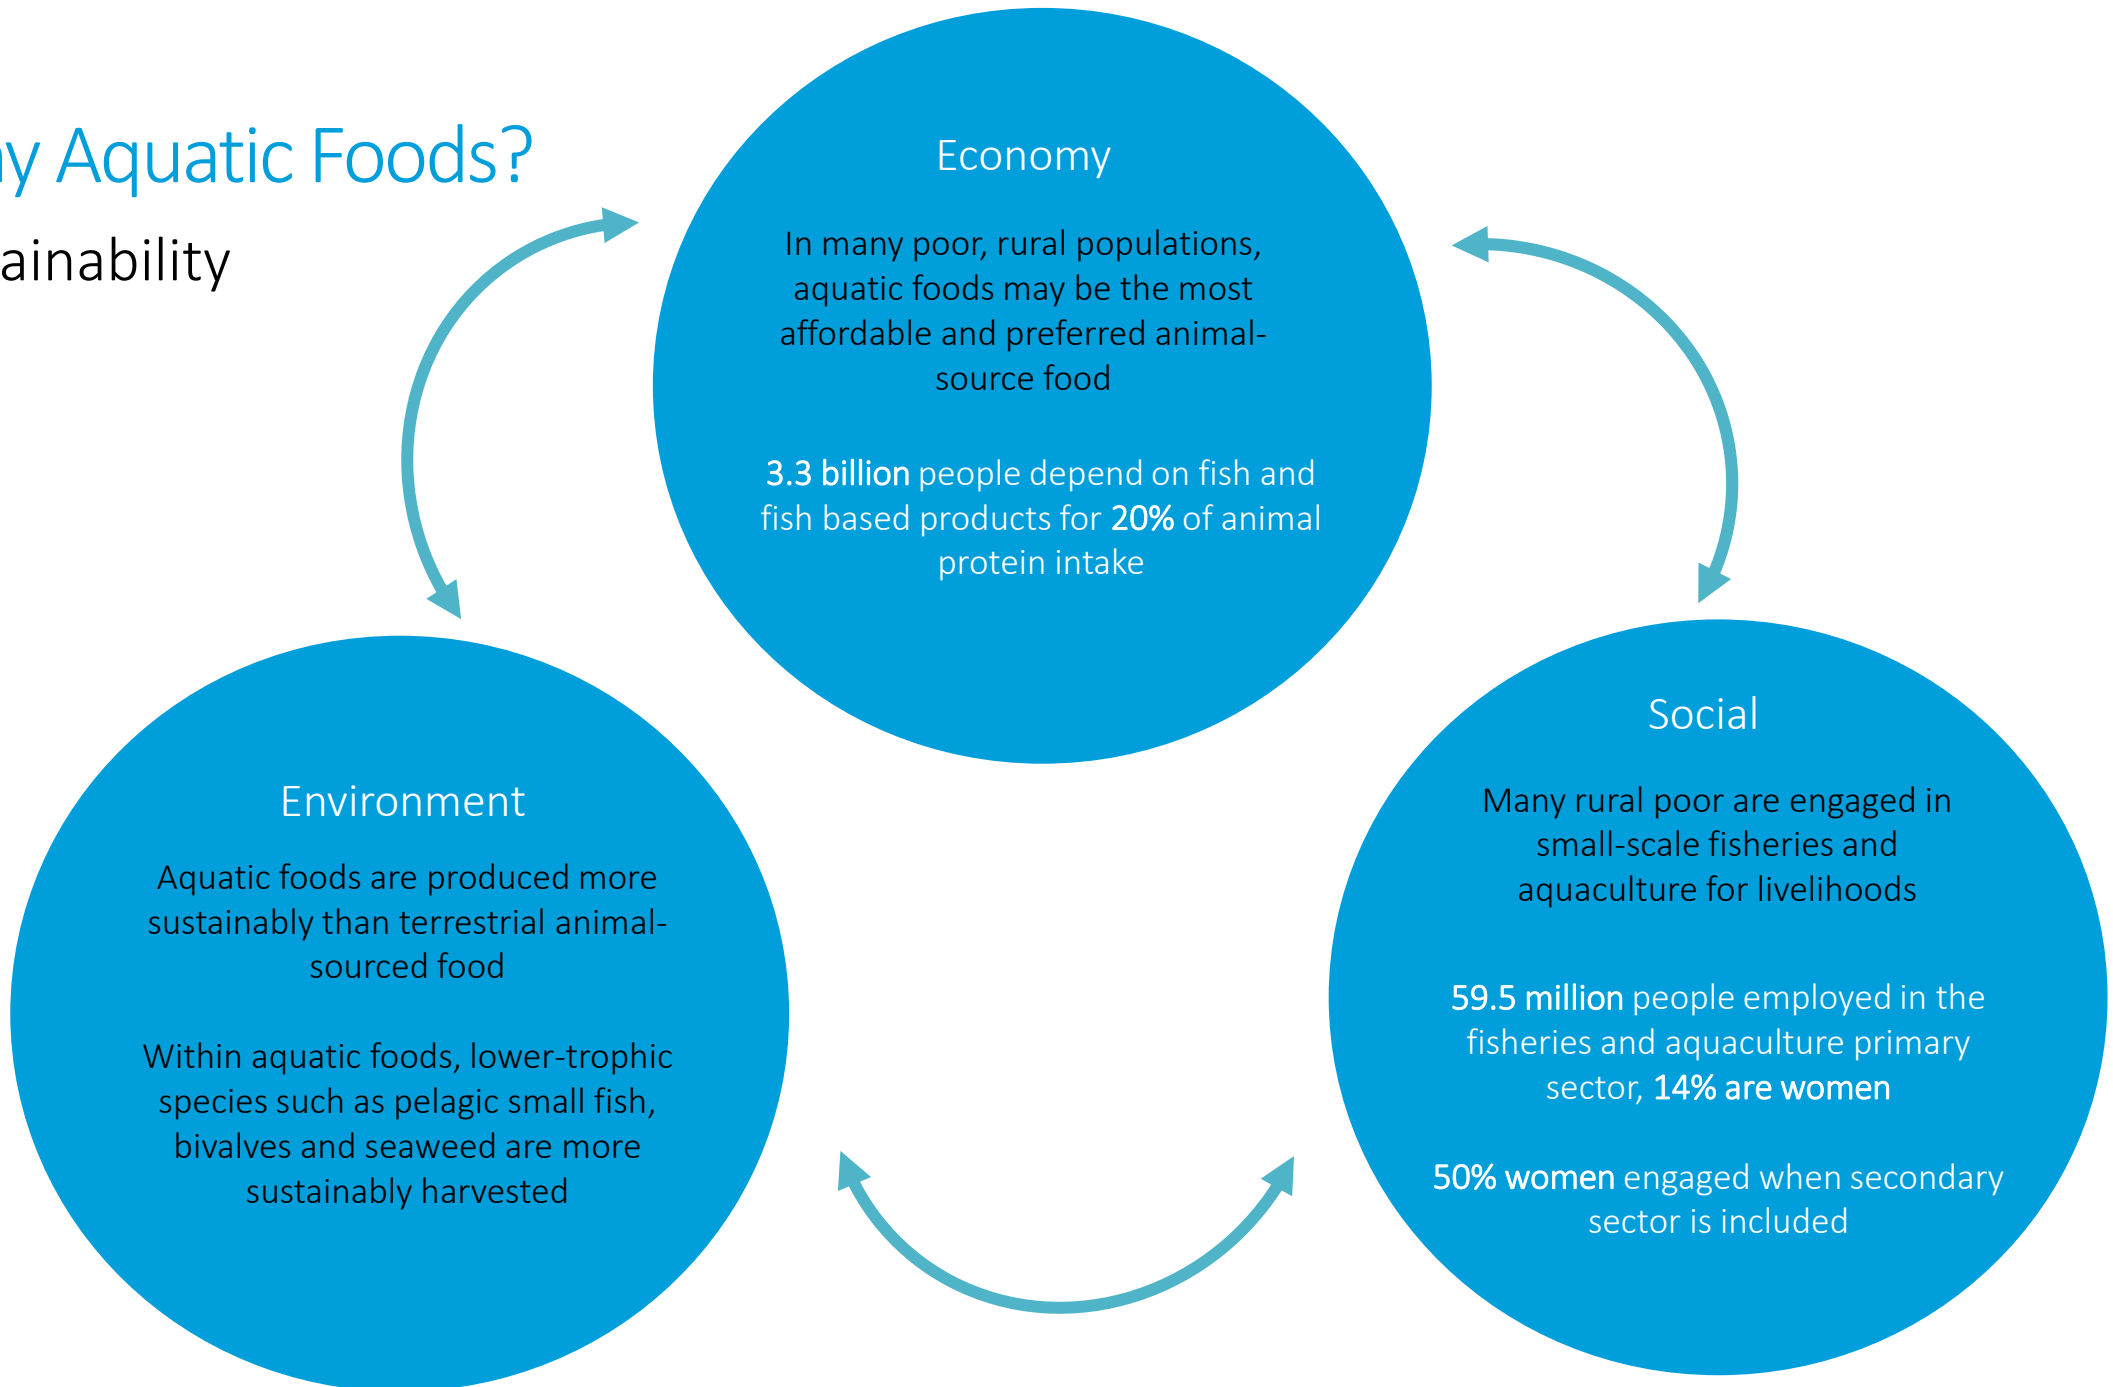 ny Aquatic Foods?
ainability
Economy
In many poor, rural populations,
aquatic foods may be the most
affordable and preferred animal-
source food
3.3 billion people depend on fish and
fish based products for 20% of animal
protein intake
Environment
Aquatic foods are produced more
sustainably than terrestrial animal-
sourced food
Within aquatic foods, lower-trophic
species such as pelagic small fish,
bivalves and seaweed are more
sustainably harvested
Social
Many rural poor are engaged in
small-scale fisheries and
aquaculture for livelihoods
59.5 million people employed in the
fisheries and aquaculture primary
sector, 14% are women
50% women engaged when secondary
sector is included